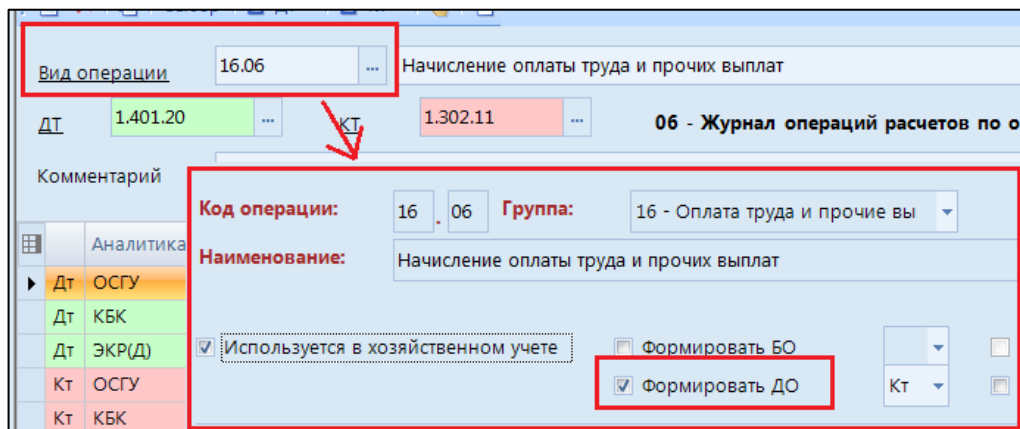 Вид операции 16.06 ... Начисление оплаты труда и прочих выплат
ДТ 1.401.20 ... КТ 1.302.11 ... 06 - Журнал операций расчетов по о
Комментарий
Код операции: 16 . 06 Группа: 16 - Оплата труда и прочие вы
Наименование: Начисление оплаты труда и прочих выплат
Аналитика
Дт ОСГУ
Дт КБК
Дт ЭКР(Д)
Кт ОСГУ
Кт КБК
Используется в хозяйственном учете Формировать БО
Формировать ДО Кт